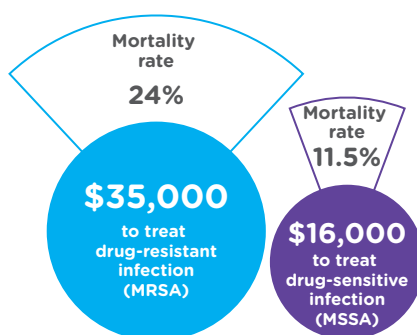 Mortality
rate
24%
$35,000
to treat
drug-resistant
infection
(MRSA)
Mortality
rate
11.5%
$16,000
to treat
drug-sensitive
infection
(MSSA)